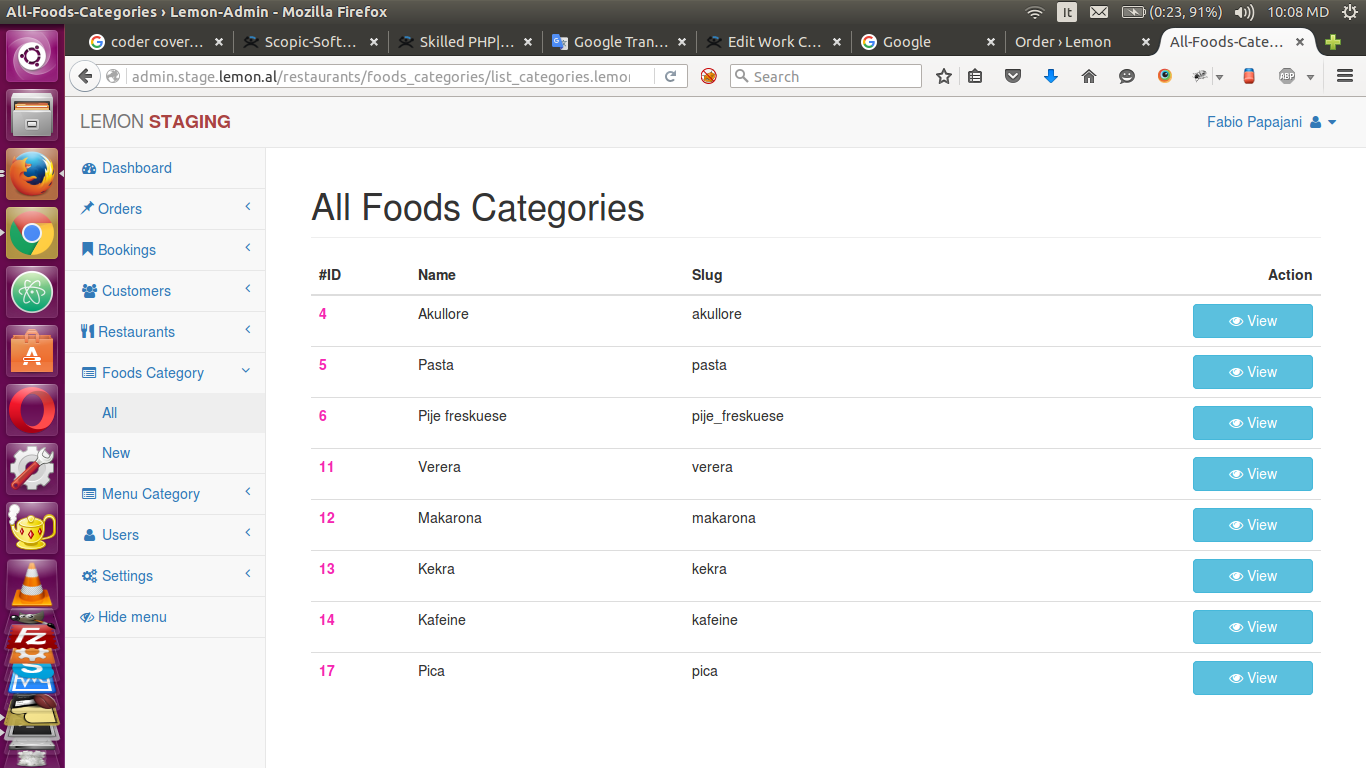 All-Foods-Categories › Lemon-Admin - Mozilla Firefox
It (0:23, 91%) 10:08 MD
coder cover... × Scopic-Soft... × Skilled PHP|... × Google Tran... × Edit Work C... × Google × Order › Lemon × All-Foods-Cate... ×
admin.stage.lemon.al/restaurants/foods_categories/list_categories.lemon Search ABP
LEMON STAGING Fabio Papajani
Dashboard
Orders
Bookings
Customers
Restaurants
Foods Category
All
New
Menu Category
Users
Settings
Hide menu
All Foods Categories
#ID Name Slug Action
4 Akullore akullore View
5 Pasta pasta View
6 Pije freskuese pije_freskuese View
11 Verera verera View
12 Makarona makarona View
13 Kekra kekra View
14 Kafeine kafeine View
17 Pica pica View